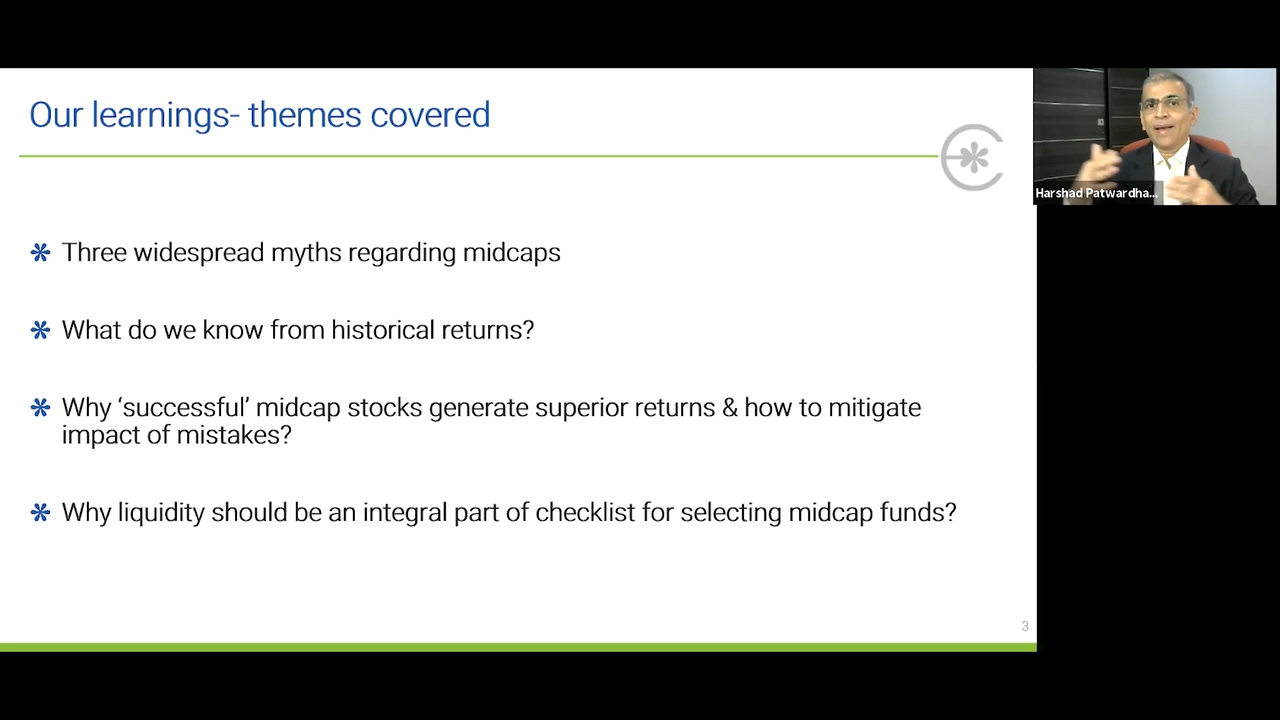 Our learnings- themes covered
Harshad Patwardha...
Three widespread myths regarding midcaps
What do we know from historical returns?
Why ‘successful’ midcap stocks generate superior returns & how to mitigate
impact of mistakes?
Why liquidity should be an integral part of checklist for selecting midcap funds?
3